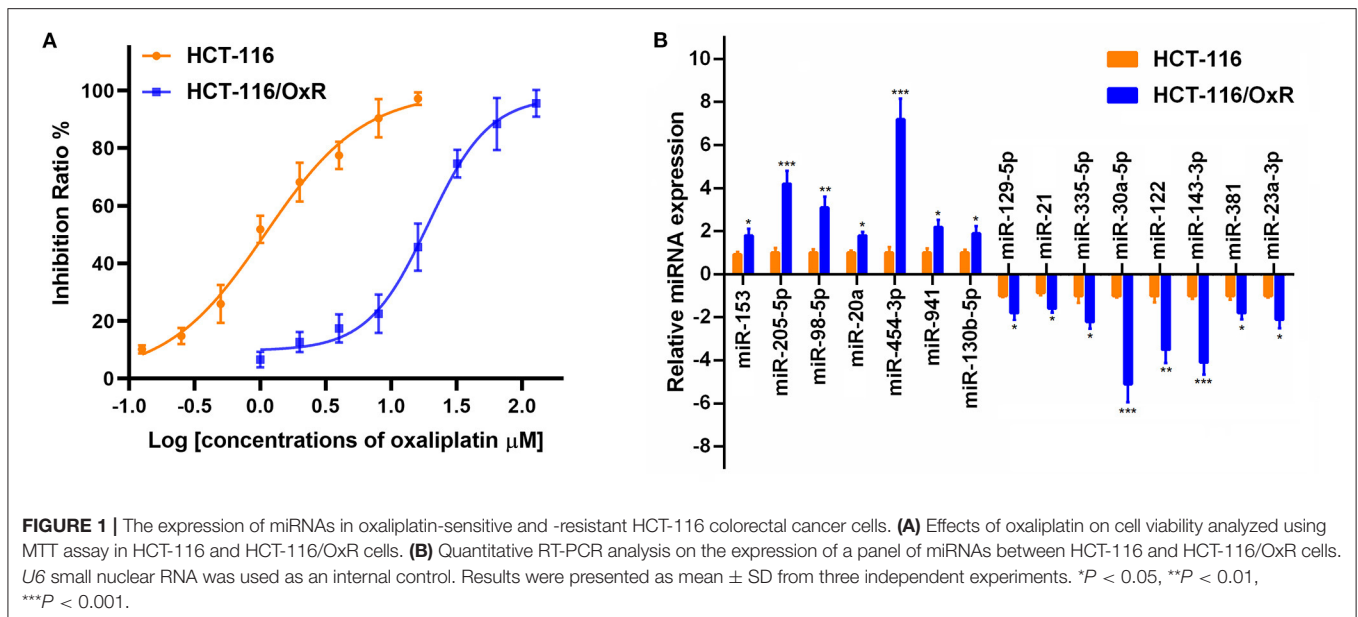 A
HCT-116
HCT-116/OxR
Inhibition Ratio %
100
80
60
40
20
0
-1.0 -0.5 0.0 0.5 1.0 1.5 2.0
Log [concentrations of oxaliplatin μM]
B
HCT-116
HCT-116/OxR
Relative miRNA expression
10
8
6
4
2
0
-2
-4
-6
-8
* *** ** * *** * *
miR-153
miR-205-5p
miR-98-5p
miR-20a
miR-454-3p
miR-941
miR-130b-5p
miR-129-5p
miR-21
miR-335-5p
miR-30a-5p
miR-122
miR-143-3p
miR-381
miR-23a-3p
* * * *** ** *** * *
FIGURE 1 | The expression of miRNAs in oxaliplatin-sensitive and -resistant HCT-116 colorectal cancer cells. (A) Effects of oxaliplatin on cell viability analyzed using
MTT assay in HCT-116 and HCT-116/OxR cells. (B) Quantitative RT-PCR analysis on the expression of a panel of miRNAs between HCT-116 and HCT-116/OxR cells.
U6 small nuclear RNA was used as an internal control. Results were presented as mean ± SD from three independent experiments. *P < 0.05, **P < 0.01,
***P < 0.001.